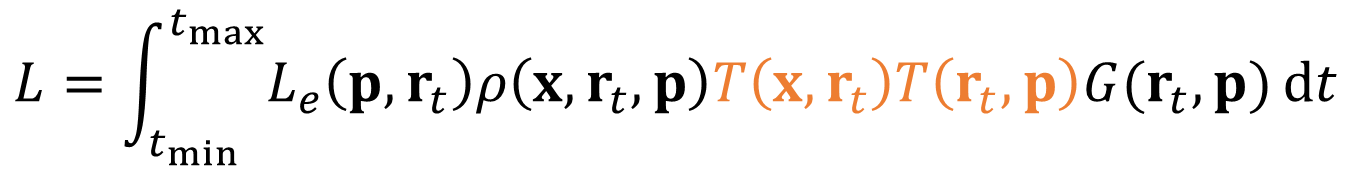 L = ∫_{t_min}^{t_max} L_e(𝐩, 𝐫_t)ρ(𝐱, 𝐫_t, 𝐩)T(𝐱, 𝐫_t)T(𝐫_t, 𝐩)G(𝐫_t, 𝐩) dt